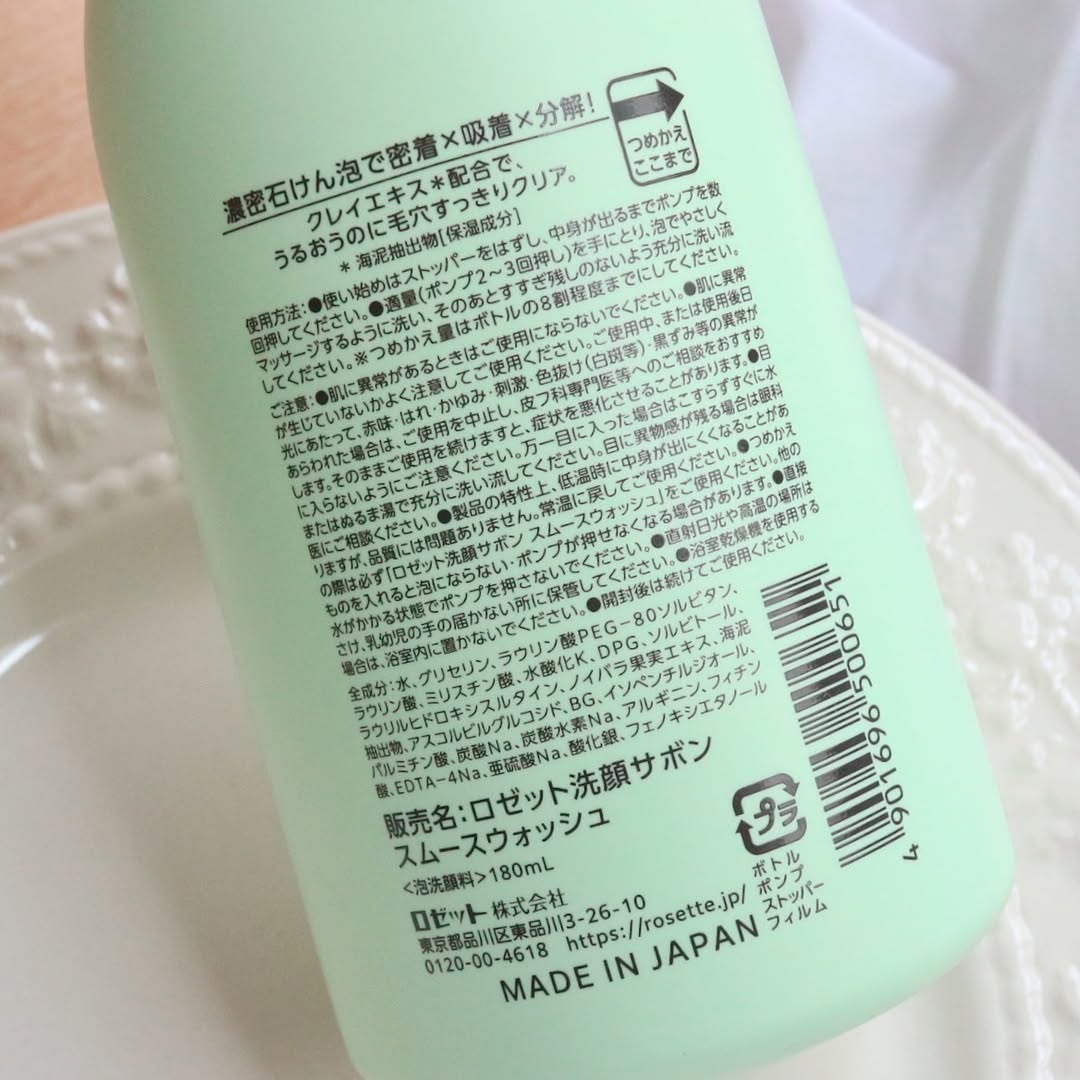 濃密石けん泡で密着×吸着×分解!
クレイエキス*配合で、
うるおうのに毛穴すっきりクリア。
* 海泥抽出物[保湿成分]
つめかえ
ここまで
使用方法:●使い始めはストッパーをはずし、中身が出るまでポンプを数
回押してください。●適量(ポンプ2〜3回押し)を手にとり、泡でやさしく
マッサージするように洗い、そのあとすすぎ残しのないよう充分に洗い流
してください。※つめかえ量はボトルの8割程度までにしてください。
ご注意:●肌に異常があるときはご使用にならないでください。●肌に異常
が生じていないかよく注意してご使用ください。ご使用中、または使用後日
光にあたって、赤味・はれ・かゆみ・刺激・色抜け(白斑等)・黒ずみ等の異常が
あらわれた場合は、ご使用を中止し、皮フ科専門医等へのご相談をおすすめ
します。そのままご使用を続けますと、症状を悪化させることがあります。●目
に入らないようにご注意ください。万一目に入った場合はこすらずすぐに水
またはぬるま湯で充分に洗い流してください。目に異物感が残る場合は眼科
医にご相談ください。●製品の特性上、低温時に中身が出にくくなることがあ
りますが、品質には問題ありません。常温に戻してご使用ください。●つめかえ
の際は必ず「ロゼット洗顔サボン スムースウォッシュ」をご使用ください。他の
ものを入れると泡にならない・ポンプが押せなくなる場合があります。●直接
水がかかる状態でポンプを押さないでください。●直射日光や高温の場所は
さけ、乳幼児の手の届かない所に保管してください。●浴室乾燥機を使用する
場合は、浴室内に置かないでください。●開封後は続けてご使用ください。
全成分:水、グリセリン、ラウリン酸PEG-80ソルビタン、
ラウリン酸、ミリスチン酸、水酸化K、DPG、ソルビトール、
ラウリルヒドロキシスルタイン、ノイバラ果実エキス、海泥
抽出物、アスコルビルグルコシド、BG、イソペンチルジオール、
パルミチン酸、炭酸Na、炭酸水素Na、アルギニン、フィチン
酸、EDTA-4Na、亜硫酸Na、酸化銀、フェノキシエタノール
販売名:ロゼット洗顔サボン
スムースウォッシュ
<泡洗顔料>180mL
ロゼット 株式会社
東京都品川区東品川3-26-10
0120-00-4618 https://rosette.jp/
MADE IN JAPAN
プラ
ボトル
ポンプ
ストッパー
フィルム
4 901696 500651